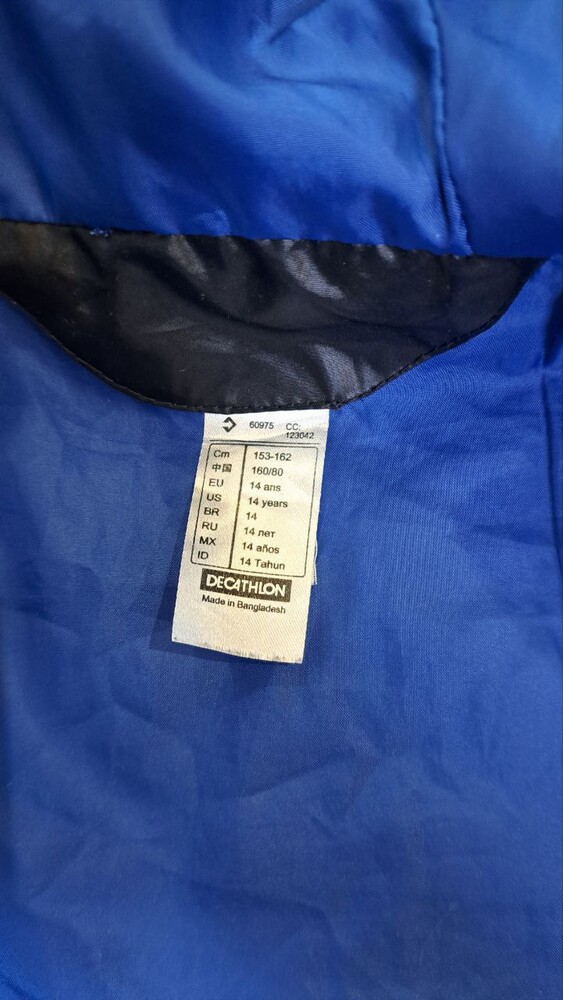 60975 CC:
123042
Cm 153-162
中国 160/80
EU 14 ans
US 14 years
BR 14
RU 14 лет
MX 14 años
ID 14 Tahun
DECATHLON
Made in Bangladesh